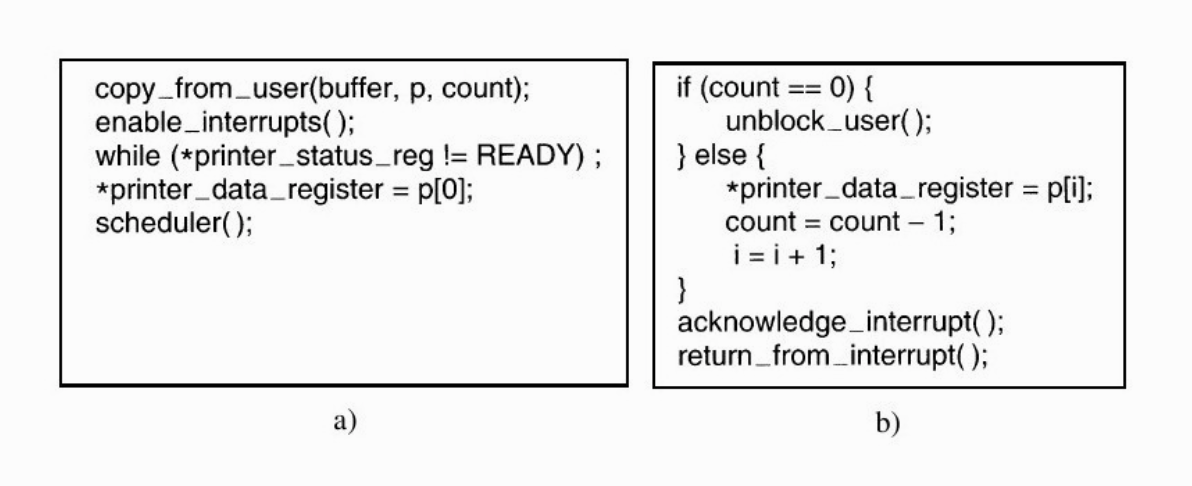 copy_from_user(buffer, p, count);
enable_interrupts( );
while (*printer_status_reg != READY) ;
*printer_data_register = p[0];
scheduler( );
a)
if (count == 0) {
unblock_user( );
} else {
*printer_data_register = p[i];
count = count – 1;
i = i + 1;
}
acknowledge_interrupt( );
return_from_interrupt( );
b)